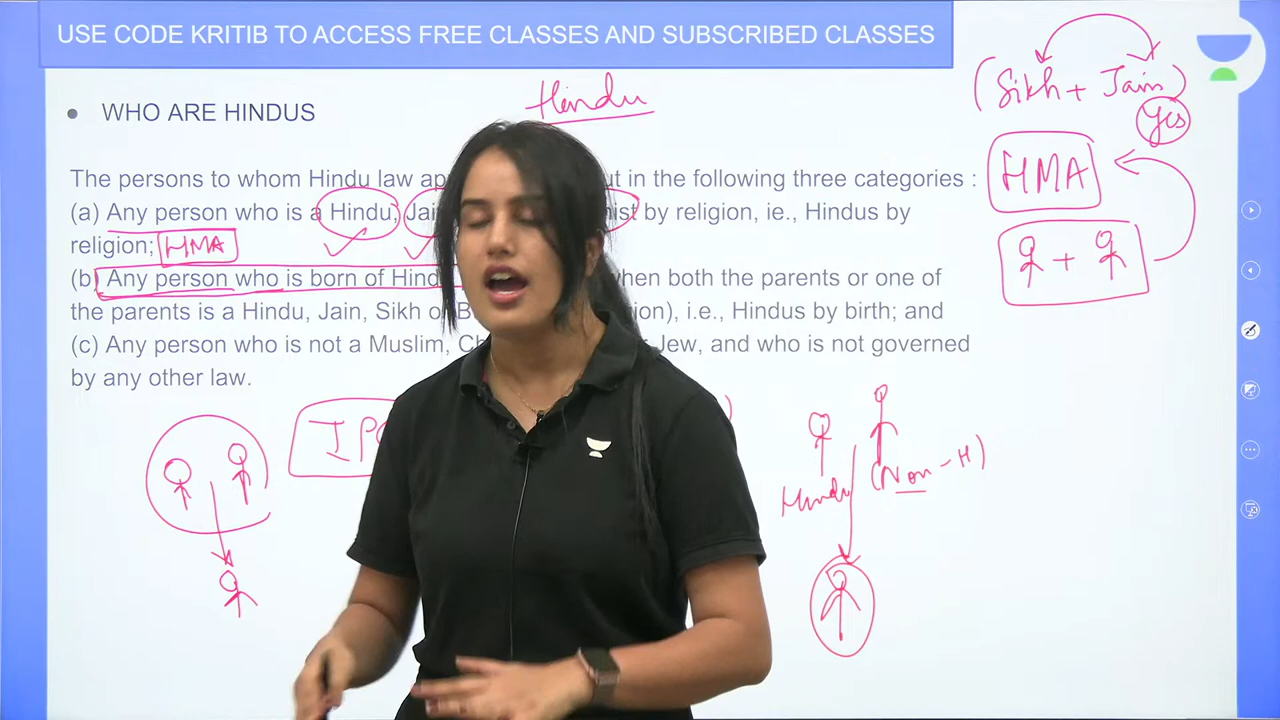 USE CODE KRITIB TO ACCESS FREE CLASSES AND SUBSCRIBED CLASSES
Hindu
(Sikh + Jain)
Yes
WHO ARE HINDUS
HMA
The persons to whom Hindu law ap ut in the following three categories :
(a) Any person who is a Hindu, Jai ist by religion, ie., Hindus by
religion; HMA
(b) Any person who is born of Hind when both the parents or one of
the parents is a Hindu, Jain, Sikh o ion), i.e., Hindus by birth; and
(c) Any person who is not a Muslim, C Jew, and who is not governed
by any other law.
IPC
Hindu (Non-H)